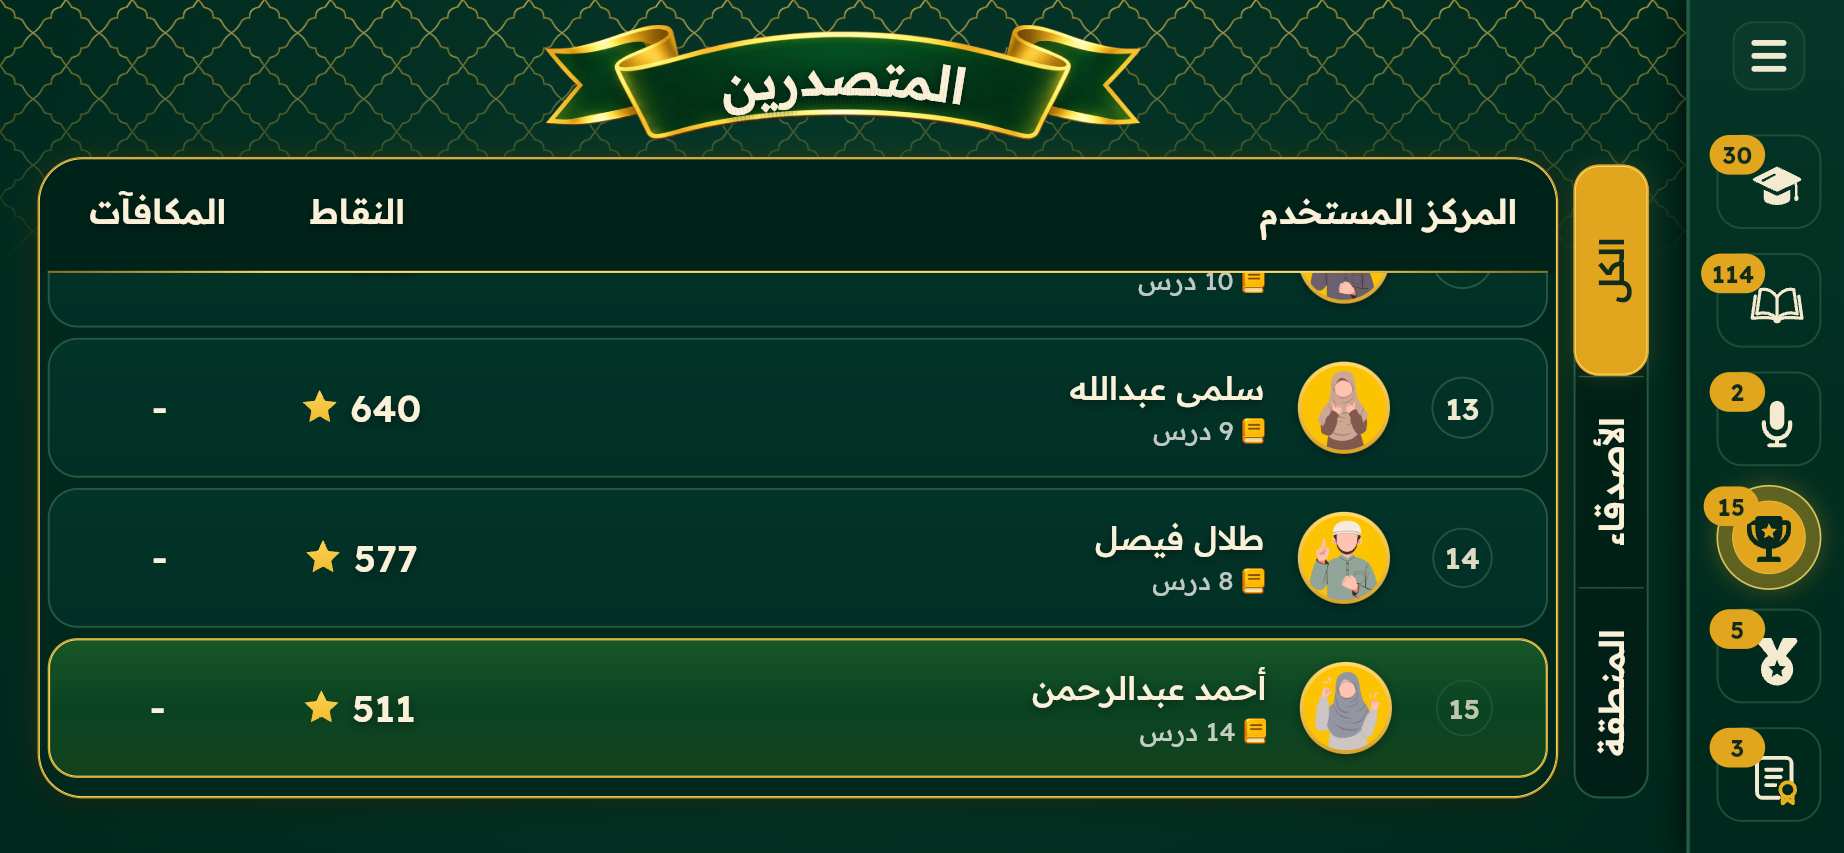 المتصدرين
المركز المستخدم النقاط المكافآت
10 درس
13 سلمى عبدالله 640 -
9 درس
14 طلال فيصل 577 -
8 درس
15 أحمد عبدالرحمن 511 -
14 درس
الكل
الأصدقاء
المنطقة
30
114
2
15
5
3